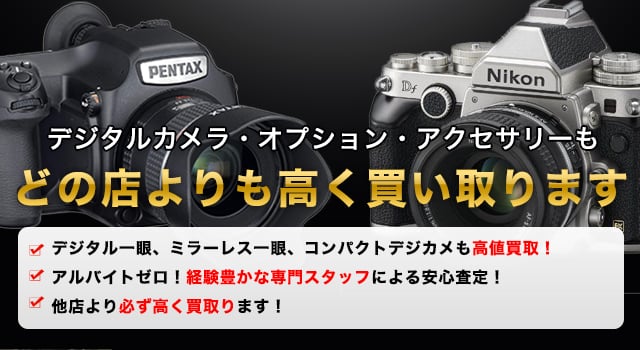 PENTAX
Nikon
Df
デジタルカメラ・オプション・アクセサリーも
どの店よりも高く買い取ります
デジタル一眼、ミラーレス一眼、コンパクトデジカメも高値買取！
アルバイトゼロ！経験豊かな専門スタッフによる安心査定！
他店より必ず高く買取ります！